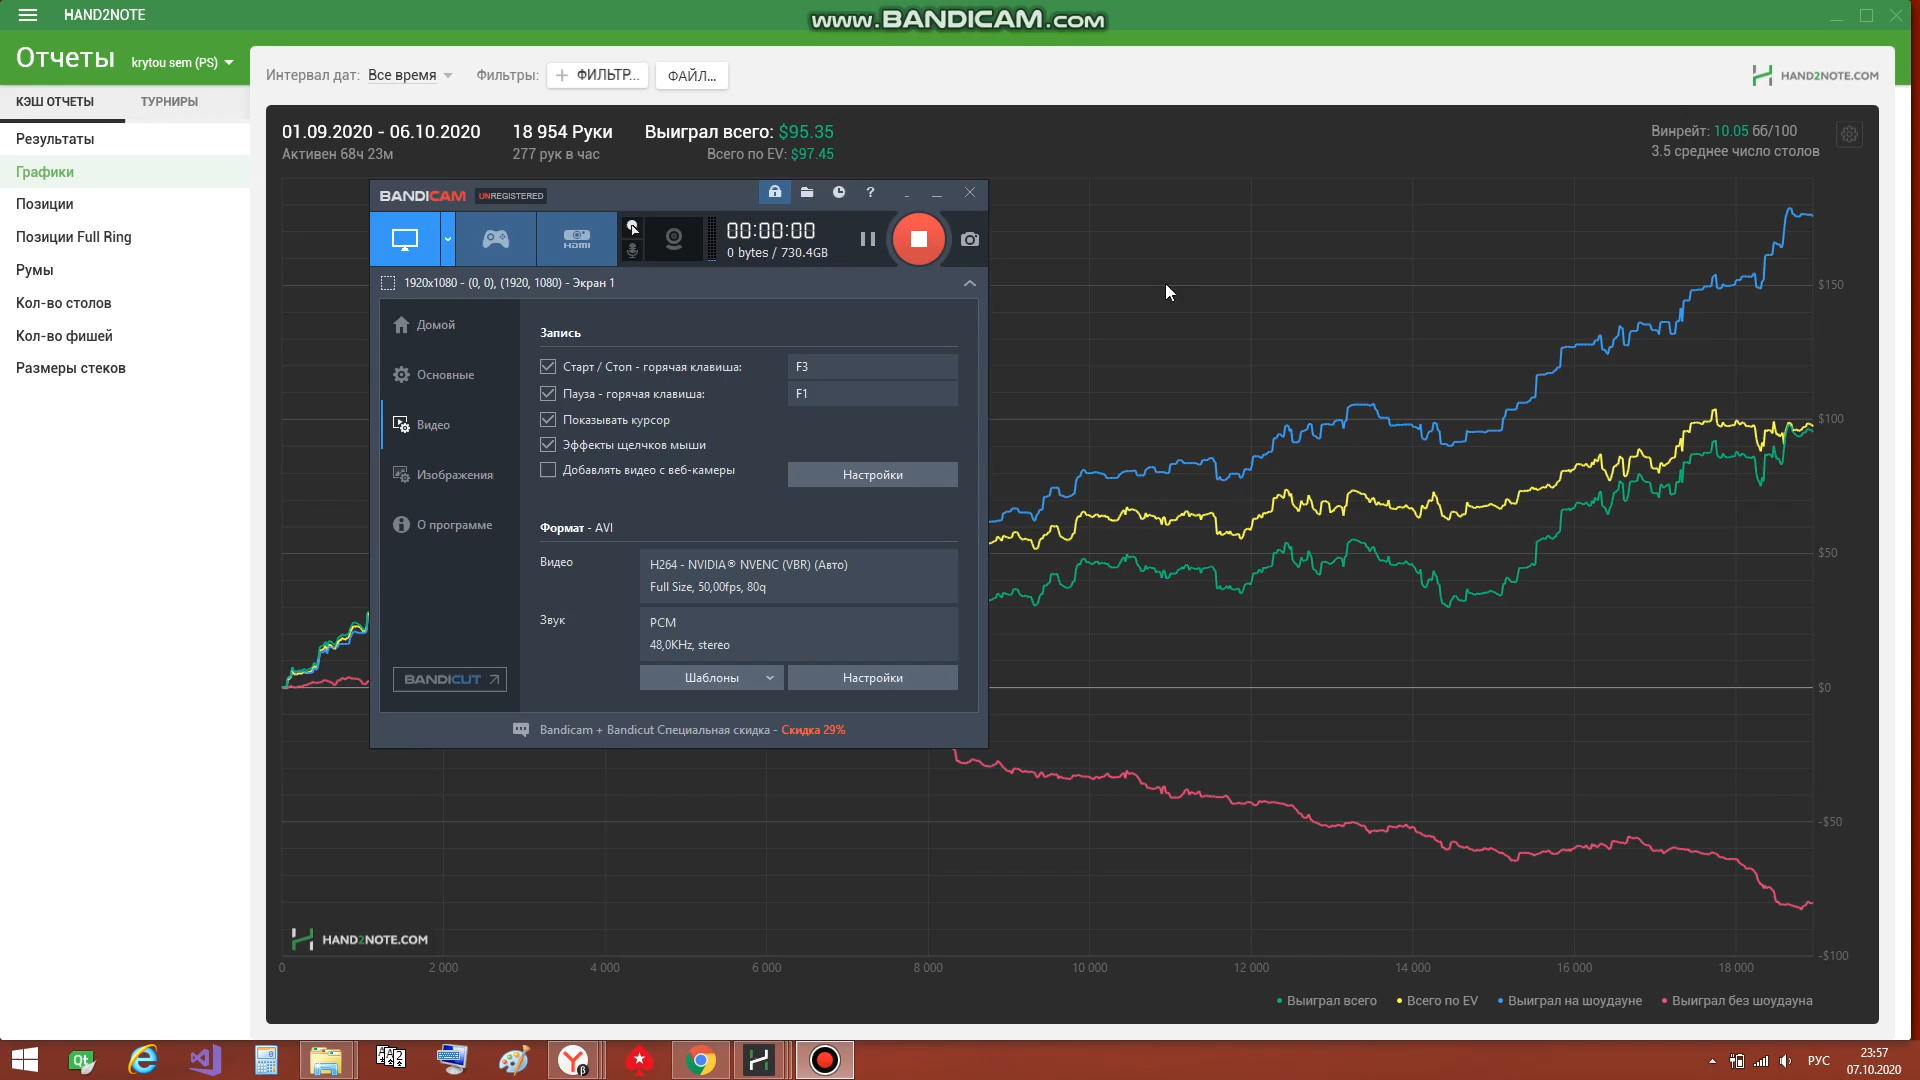 HAND2NOTE
www.BANDICAM.com
Отчеты
krytou sem (PS)
КЭШ ОТЧЕТЫ
ТУРНИРЫ
Результаты
Графики
Позиции
Позиции Full Ring
Румы
Кол-во столов
Кол-во фишей
Размеры стеков
Интервал дат: Все время
Фильтры:
ФИЛЬТР...
ФАЙЛ...
HAND2NOTE.COM
01.09.2020 - 06.10.2020
18 954 Руки
Выиграл всего: $95.35
Активен 68ч 23м
277 рук в час
Всего по EV: $97.45
Винрейт: 10.05 бб/100
3.5 среднее число столов
BANDICAM
UNREGISTERED
?
HDMI
00:00:00
0 bytes / 730.4GB
1920x1080 - (0, 0), (1920, 1080) - Экран 1
Домой
Основные
Видео
Изображения
О программе
BANDICUT
Запись
Старт / Стоп - горячая клавиша:
F3
Пауза - горячая клавиша:
F1
Показывать курсор
Эффекты щелчков мыши
Добавлять видео с веб-камеры
Настройки
Формат - AVI
Видео
H264 - NVIDIA® NVENC (VBR) (Авто)
Full Size, 50,00fps, 80q
Звук
PCM
48,0KHz, stereo
Шаблоны
Настройки
Bandicam + Bandicut Специальная скидка - Скидка 29%
$150
$100
$50
$0
-$50
-$100
HAND2NOTE.COM
0
2 000
4 000
6 000
8 000
10 000
12 000
14 000
16 000
18 000
Выиграл всего
Всего по EV
Выиграл на шоудауне
Выиграл без шоудауна
Qt
A A 2
β
РУС
23:57
07.10.2020